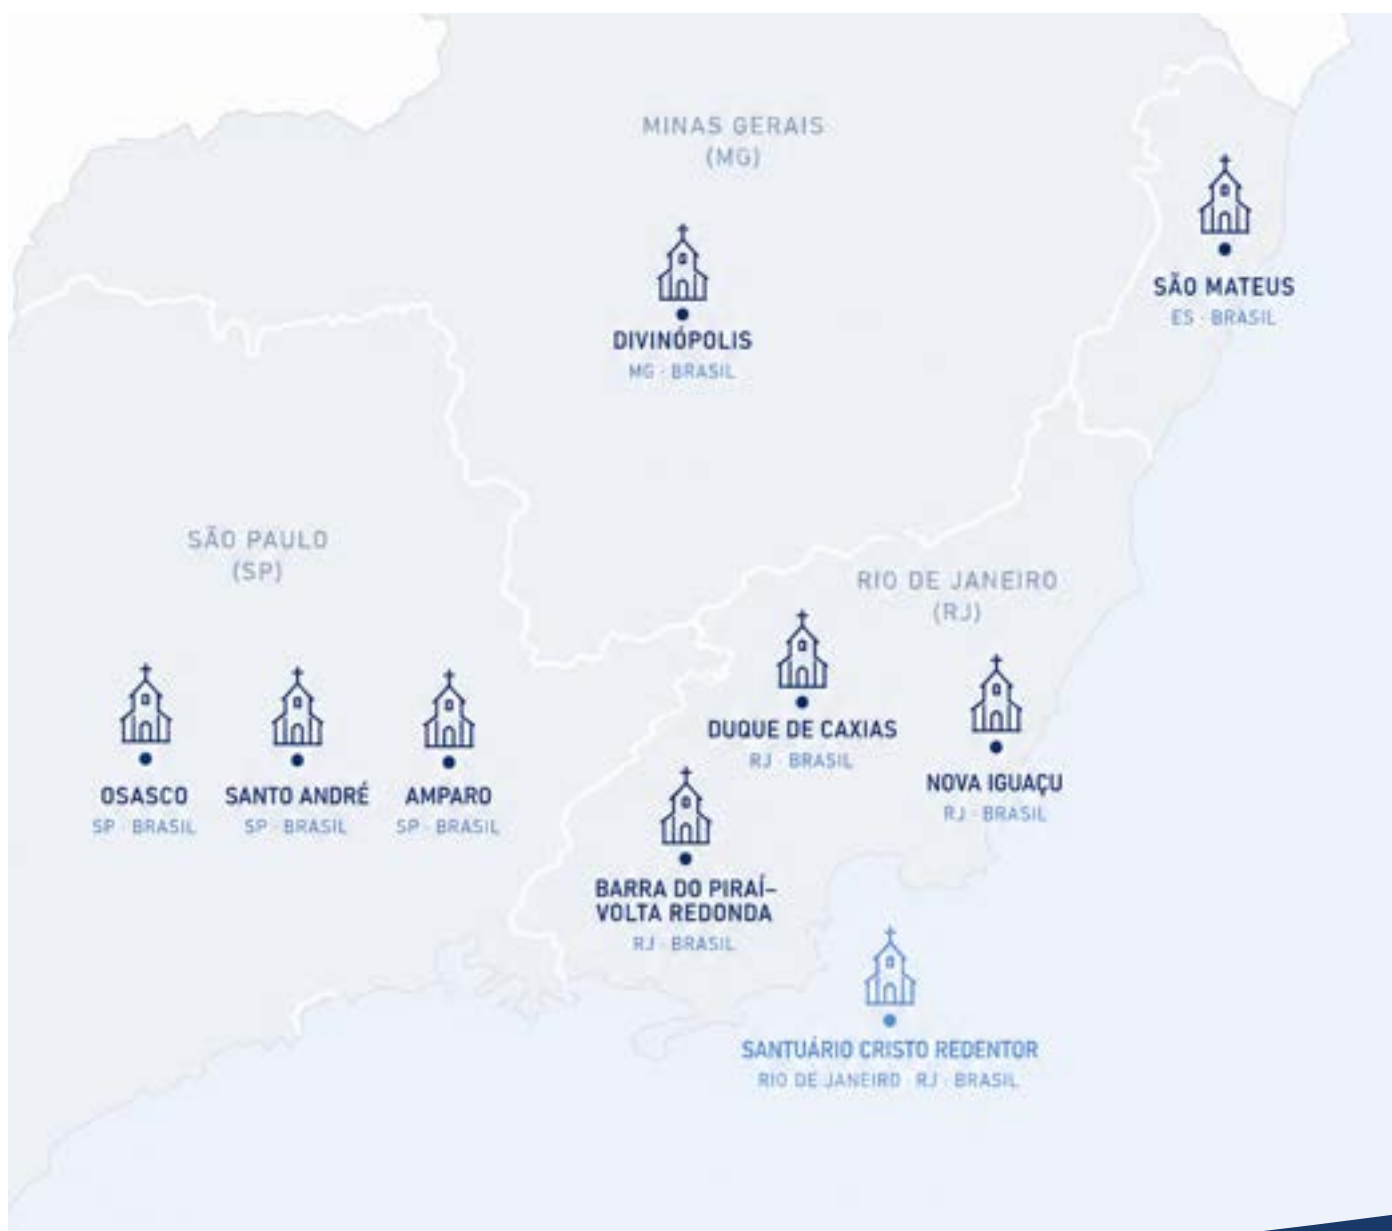 MINAS GERAIS
(MG)
DIVINÓPOLIS
MG · BRASIL
SÃO MATEUS
ES · BRASIL
SÃO PAULO
(SP)
RIO DE JANEIRO
(RJ)
OSASCO
SP · BRASIL
SANTO ANDRÉ
SP · BRASIL
AMPARO
SP · BRASIL
DUQUE DE CAXIAS
RJ · BRASIL
NOVA IGUAÇU
RJ · BRASIL
BARRA DO PIRAÍ–
VOLTA REDONDA
RJ · BRASIL
SANTUÁRIO CRISTO REDENTOR
RIO DE JANEIRO RJ · BRASIL